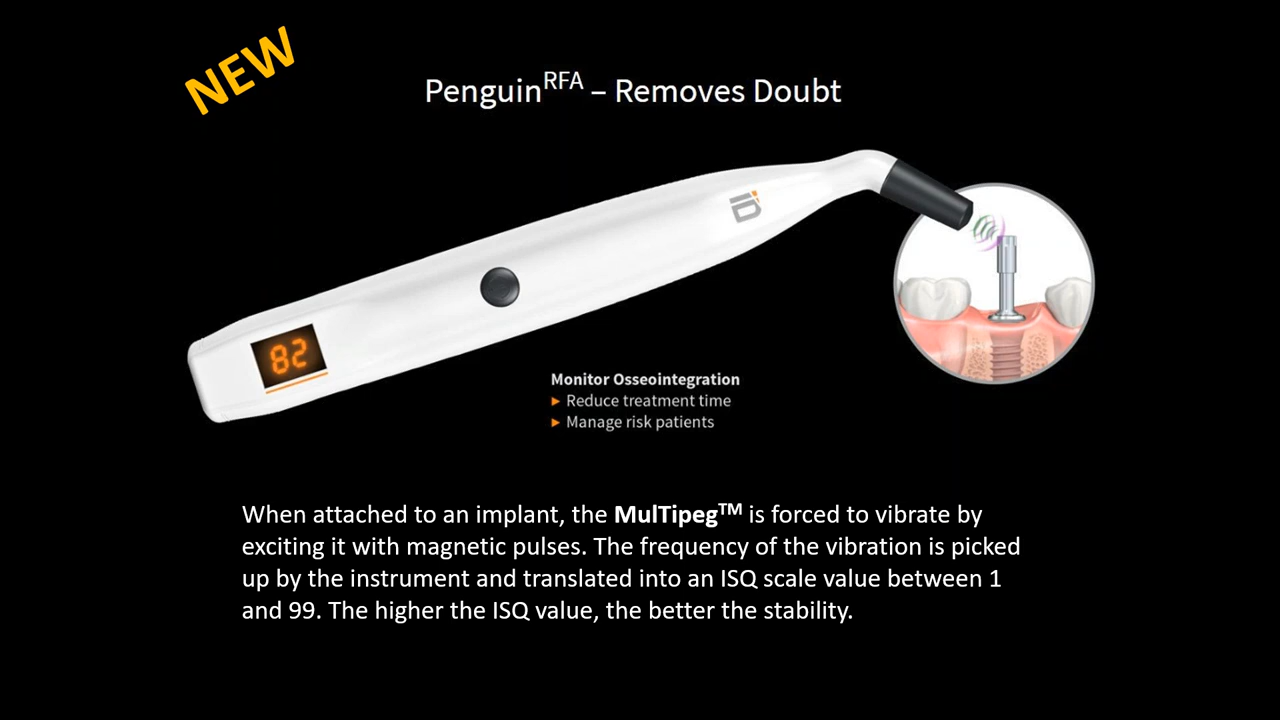 NEW
Penguin^RFA – Removes Doubt
82
Monitor Osseointegration
► Reduce treatment time
► Manage risk patients
When attached to an implant, the MulTipeg™ is forced to vibrate by
exciting it with magnetic pulses. The frequency of the vibration is picked
up by the instrument and translated into an ISQ scale value between 1
and 99. The higher the ISQ value, the better the stability.